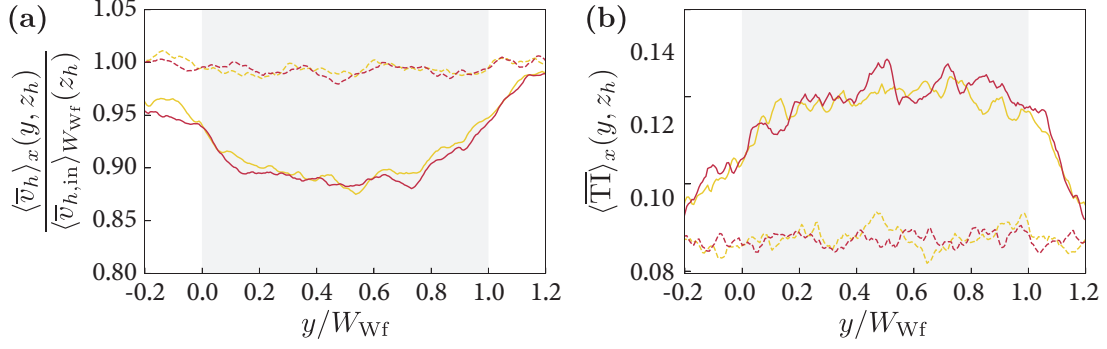 (a)
1.05
1.00
0.95
0.90
0.85
0.80
-0.2 0.0 0.2 0.4 0.6 0.8 1.0 1.2
y/W_Wf
⟨v̅_h⟩_x(y, z_h)
⟨v̅_h,in⟩_W_Wf(z_h)
(b)
0.14
0.12
0.10
0.08
-0.2 0.0 0.2 0.4 0.6 0.8 1.0 1.2
y/W_Wf
⟨T̅I̅⟩_x(y, z_h)